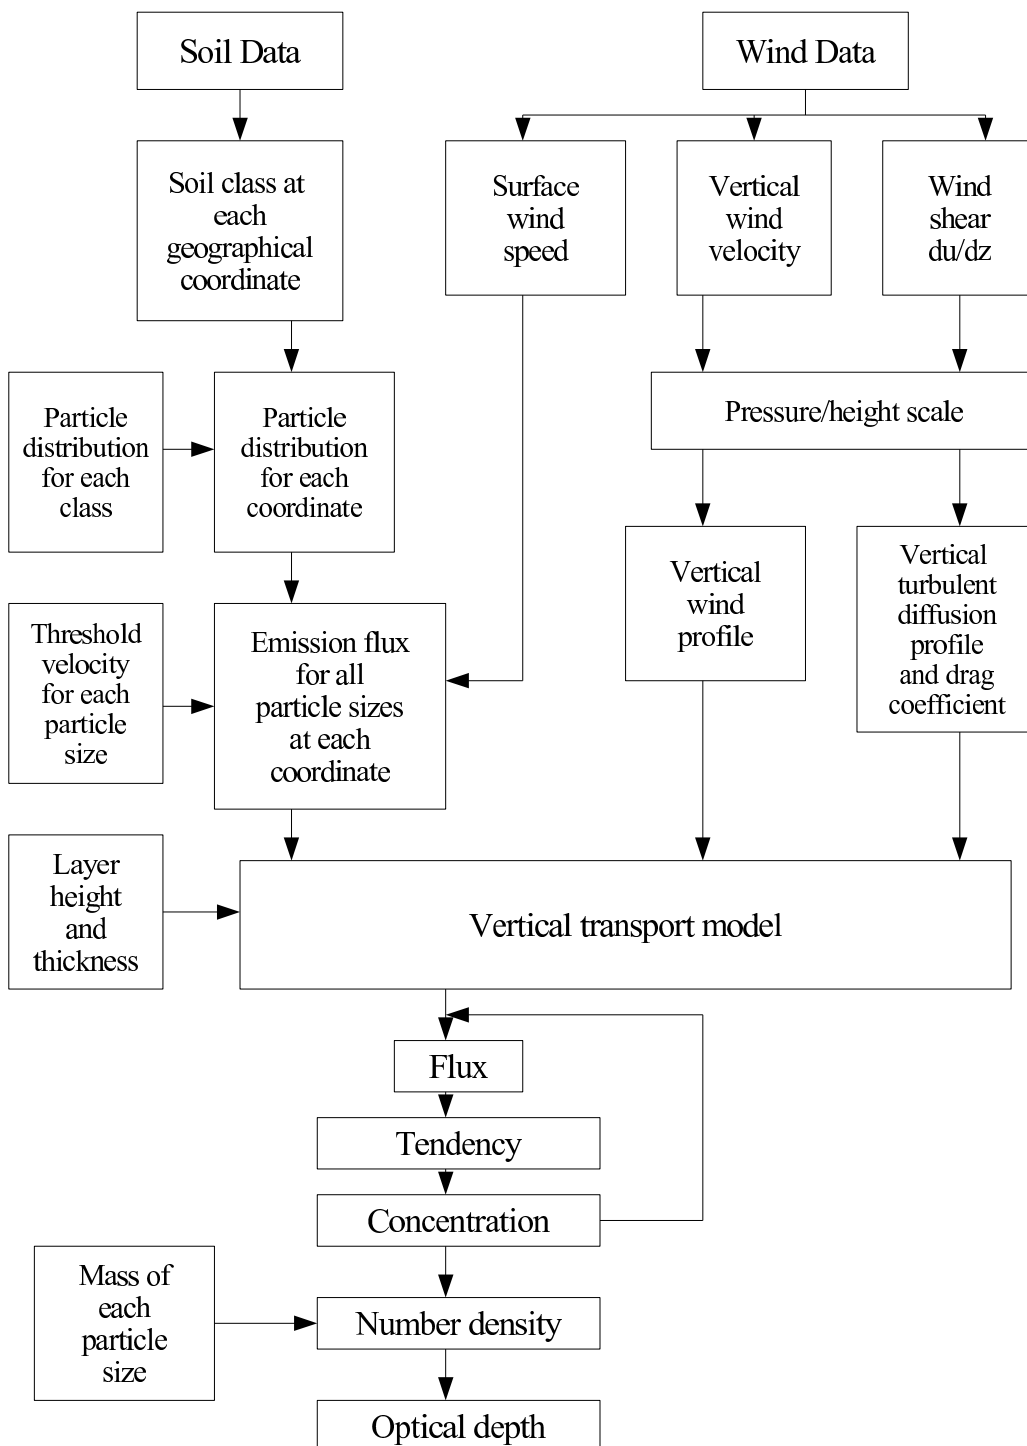 Soil Data
Wind Data
Soil class at
each
geographical
coordinate
Surface
wind
speed
Vertical
wind
velocity
Wind
shear
du/dz
Particle
distribution
for each
class
Particle
distribution
for each
coordinate
Pressure/height scale
Threshold
velocity
for each
particle
size
Emission flux
for all
particle sizes
at each
coordinate
Vertical
wind
profile
Vertical
turbulent
diffusion
profile
and drag
coefficient
Layer
height
and
thickness
Vertical transport model
Flux
Tendency
Concentration
Mass of
each
particle
size
Number density
Optical depth